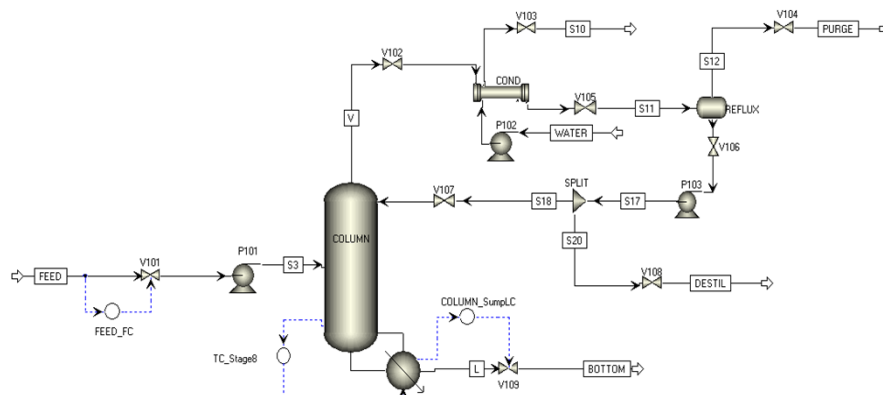 V103
S10
V104
PURGE
V102
S12
COND
V105
S11
REFLUX
V
P102
WATER
V106
SPLIT
P103
V107
S18
S17
COLUMN
P101
S20
V101
V108
FEED
S3
DESTIL
COLUMN_SumpLC
FEED_FC
TC_Stage8
L
BOTTOM
V109